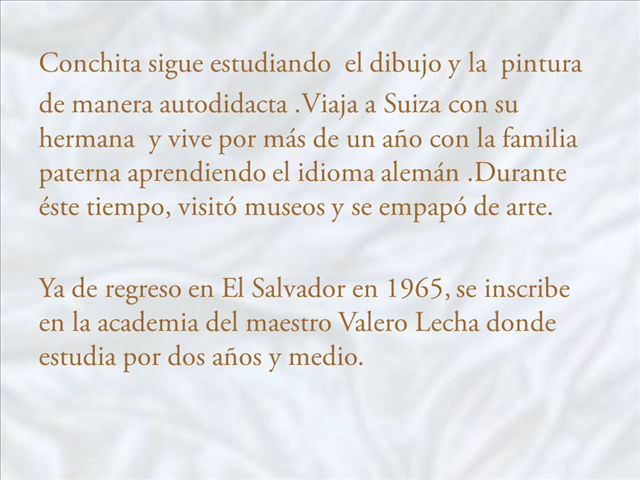 Conchita sigue estudiando  el dibujo y la  pintura
de manera autodidacta .Viaja a Suiza con su
hermana  y vive por más de un año con la familia
paterna aprendiendo el idioma alemán .Durante
éste tiempo, visitó museos y se empapó de arte.
Ya de regreso en El Salvador en 1965, se inscribe
en la academia del maestro Valero Lecha donde
estudia por dos años y medio.